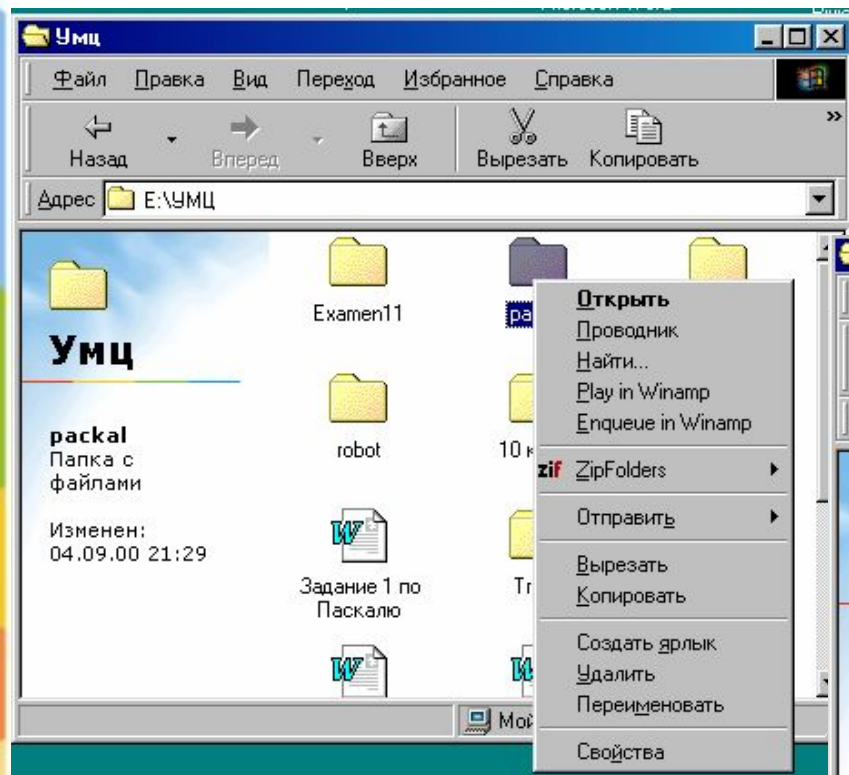 Умц
Файл Правка Вид Переход Избранное Справка
Назад Вперед Вверх Вырезать Копировать »
Адрес E:\УМЦ
Умц
packal
Папка с
файлами
Изменен:
04.09.00 21:29
Examen11
robot
10
Задание 1 по
Паскалю
Открыть
Проводник
Найти...
Play in Winamp
Enqueue in Winamp
zif ZipFolders
Отправить
Вырезать
Копировать
Создать ярлык
Удалить
Переименовать
Свойства